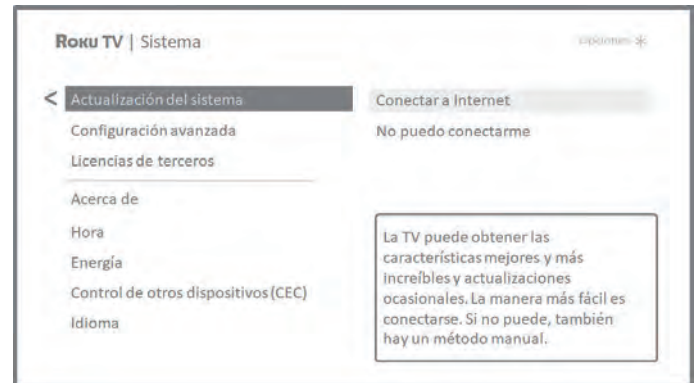 Roku TV | Sistema
Opciones *
< Actualización del sistema
Conectar a Internet
Configuración avanzada
No puedo conectarme
Licencias de terceros
Acerca de
Hora
Energía
Control de otros dispositivos (CEC)
Idioma
La TV puede obtener las
características mejores y más
increíbles y actualizaciones
ocasionales. La manera más fácil es
conectarse. Si no puede, también
hay un método manual.